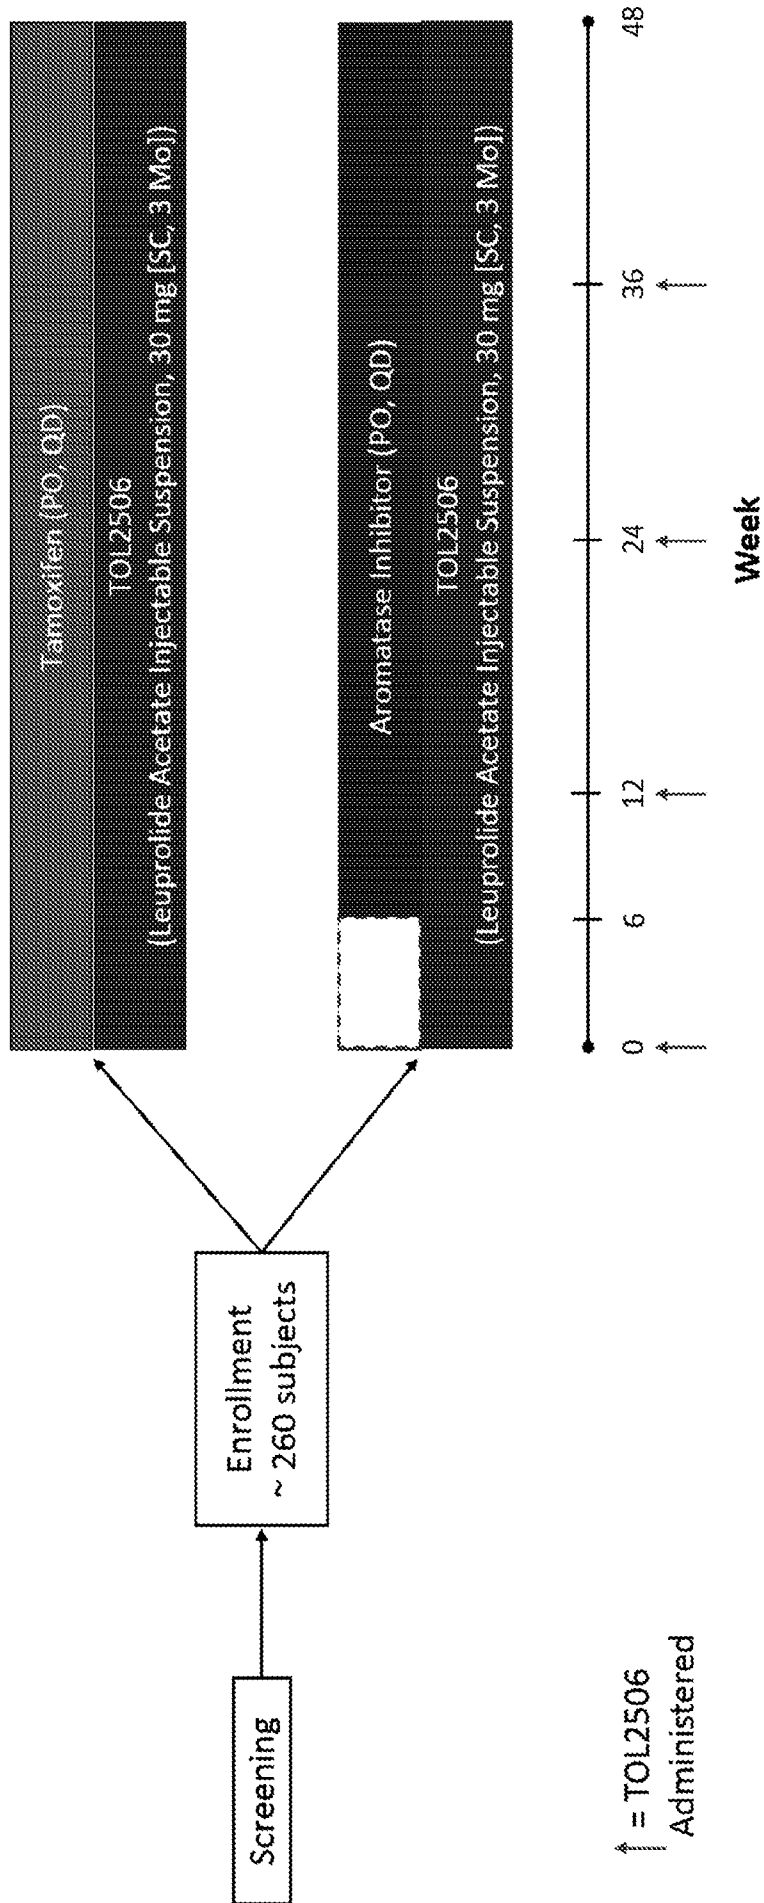 Screening
Enrollment
~ 260 subjects
Tamoxifen (PO, QD)
TOL2506
(Leuprolide Acetate Injectable Suspension, 30 mg [SC, 3 Mo])
Aromatase Inhibitor (PO, QD)
TOL2506
(Leuprolide Acetate Injectable Suspension, 30 mg [SC, 3 Mo])
0 6 12 24 36 48
Week
↑ = TOL2506
Administered